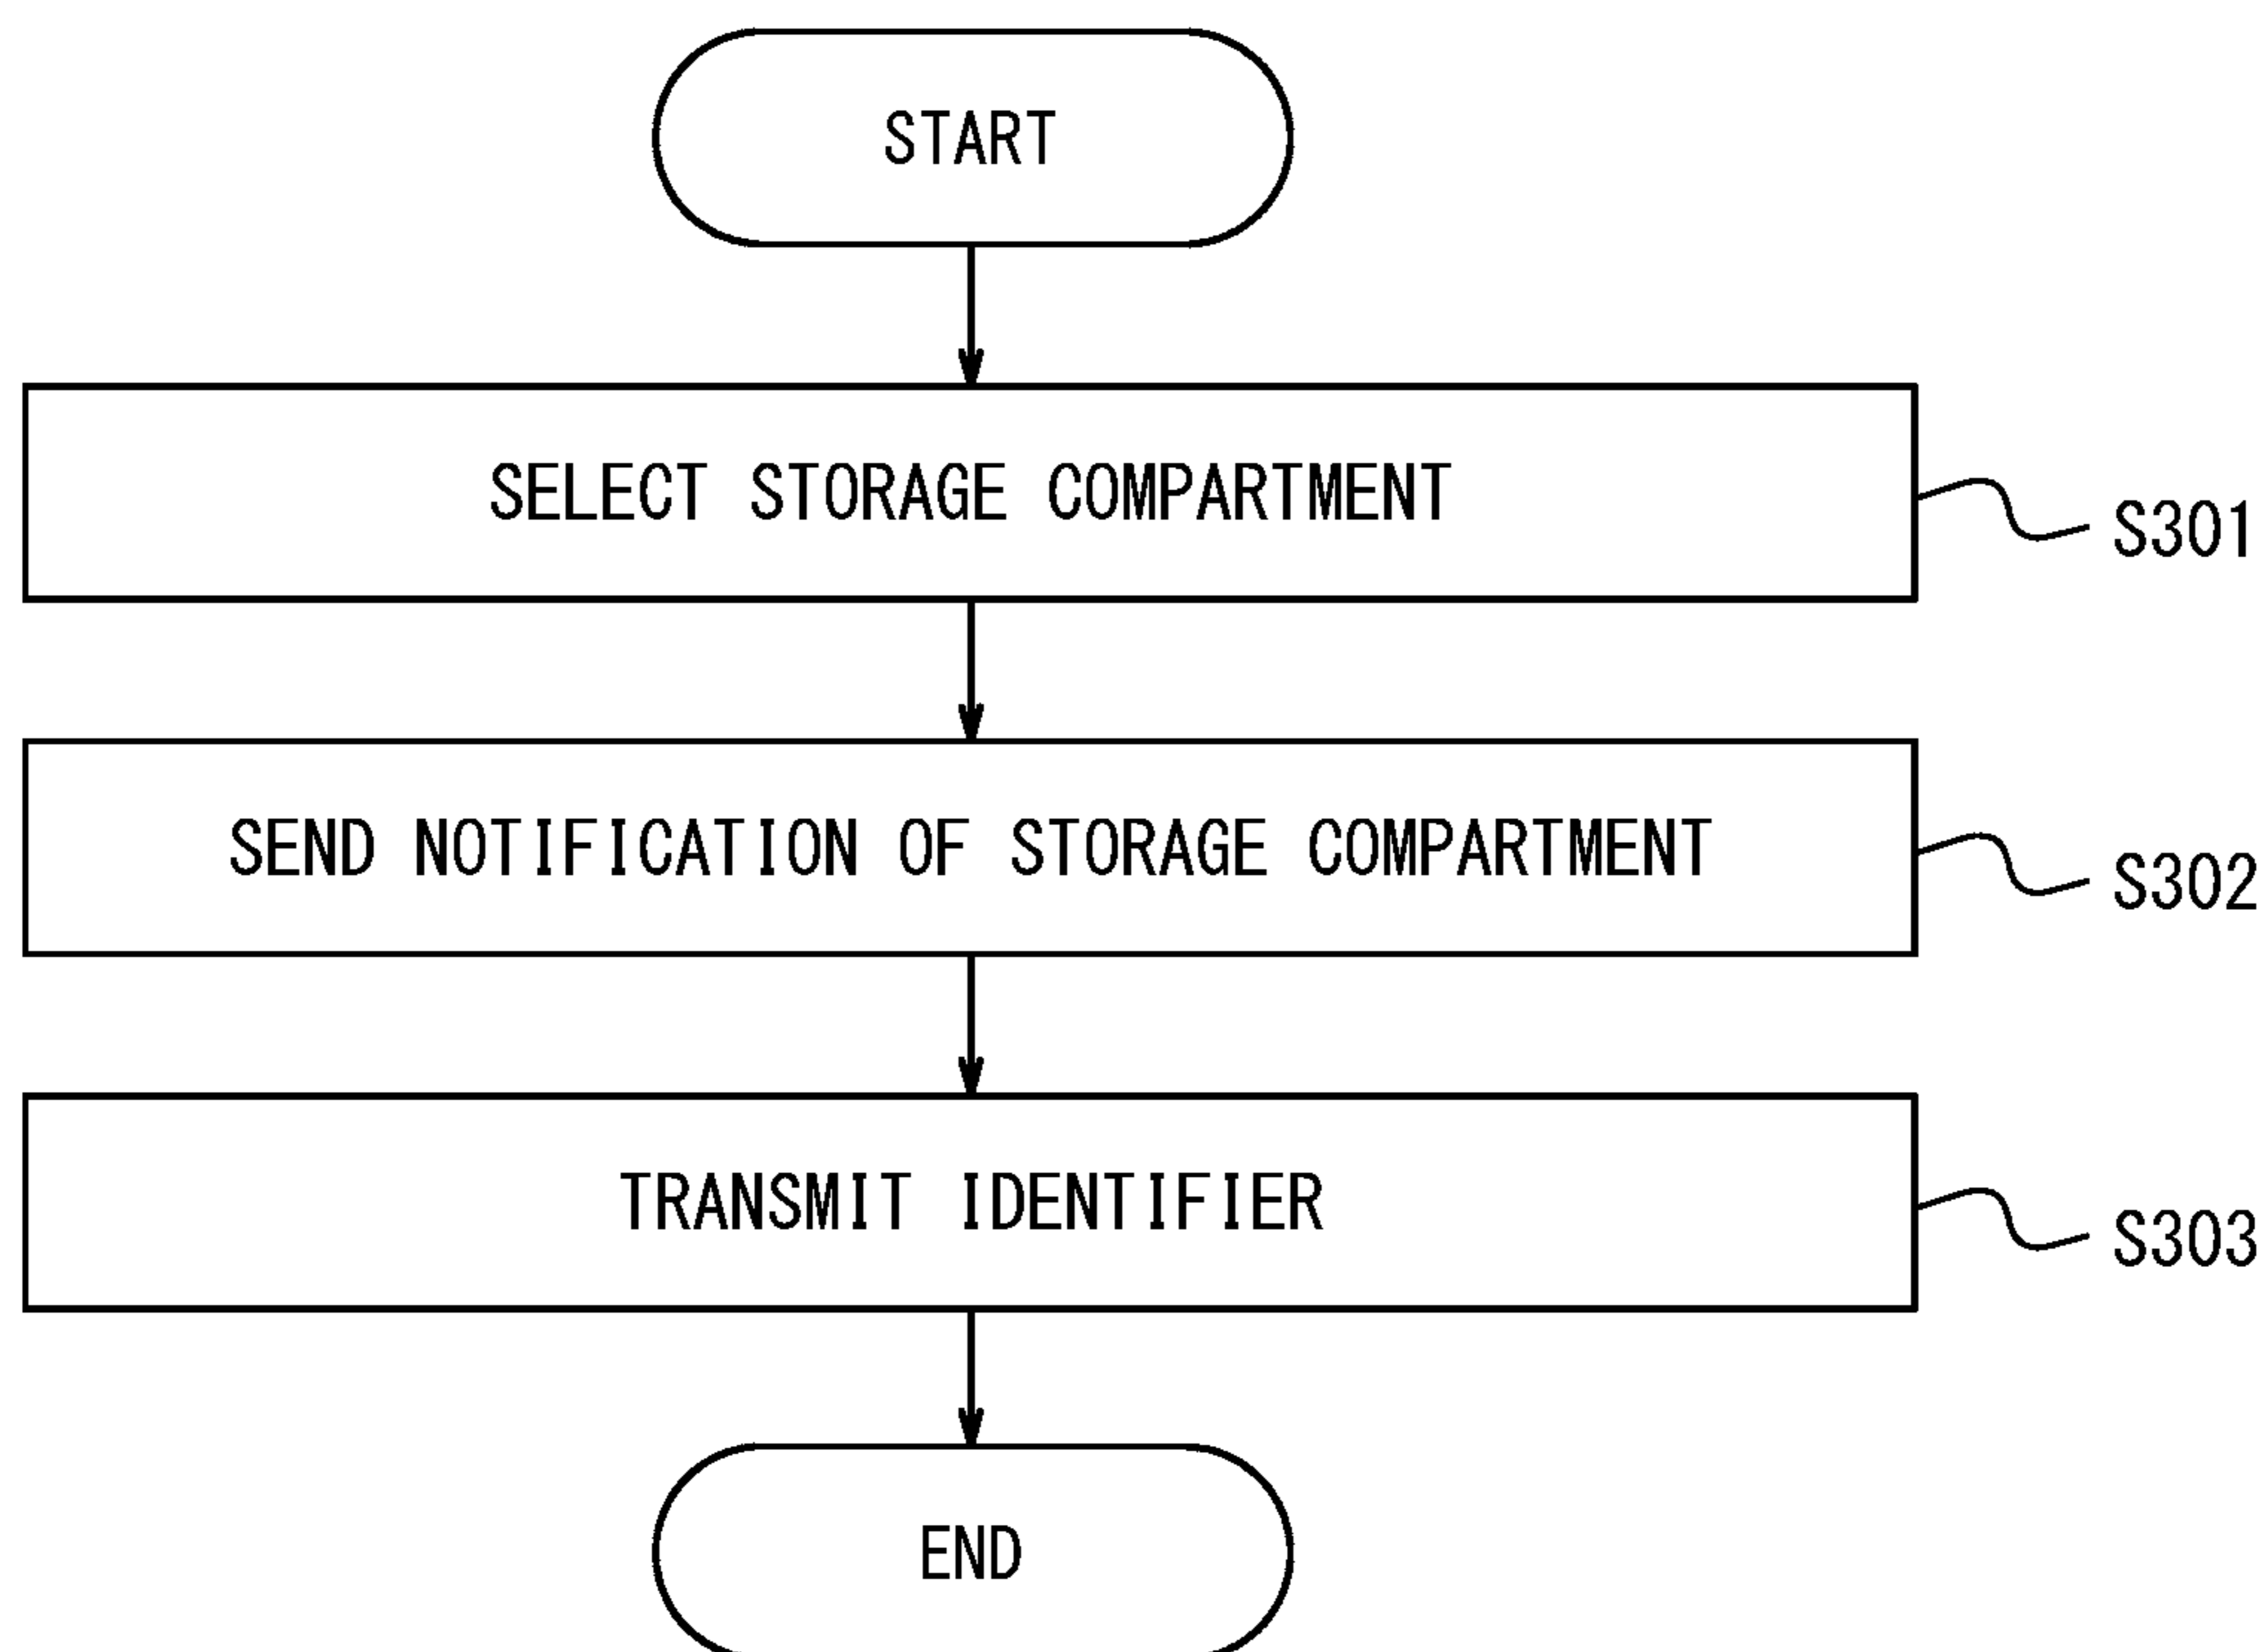 START
SELECT STORAGE COMPARTMENT
S301
SEND NOTIFICATION OF STORAGE COMPARTMENT
S302
TRANSMIT IDENTIFIER
S303
END